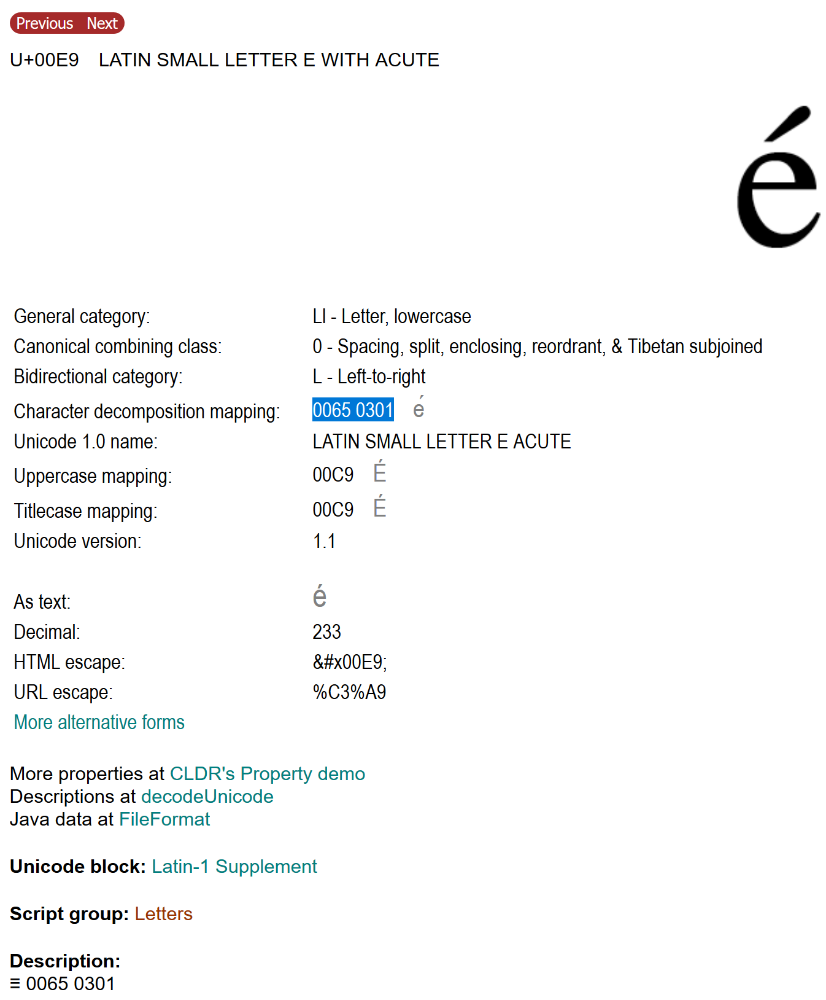 Previous Next
U+00E9 LATIN SMALL LETTER E WITH ACUTE
é
General category: Ll - Letter, lowercase
Canonical combining class: 0 - Spacing, split, enclosing, reordrant, & Tibetan subjoined
Bidirectional category: L - Left-to-right
Character decomposition mapping: 0065 0301 é
Unicode 1.0 name: LATIN SMALL LETTER E ACUTE
Uppercase mapping: 00C9 É
Titlecase mapping: 00C9 É
Unicode version: 1.1
As text: é
Decimal: 233
HTML escape: &#x00E9;
URL escape: %C3%A9
More alternative forms
More properties at CLDR's Property demo
Descriptions at decodeUnicode
Java data at FileFormat
Unicode block: Latin-1 Supplement
Script group: Letters
Description:
≡ 0065 0301